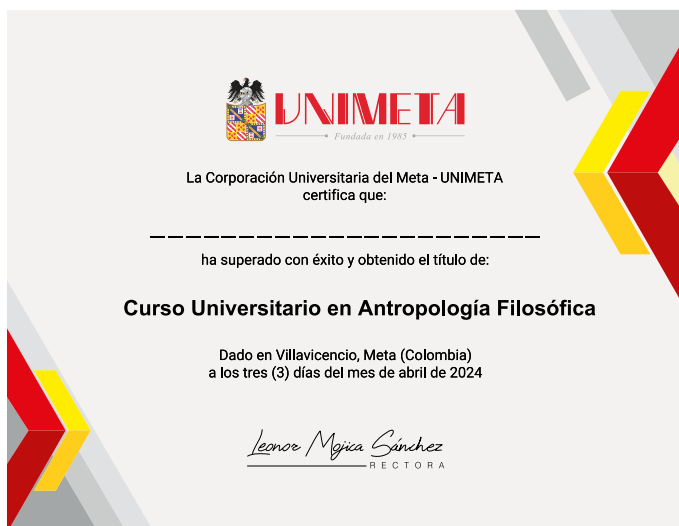 UNIMETA
Fundada en 1985
La Corporación Universitaria del Meta - UNIMETA
certifica que:
ha superado con éxito y obtenido el título de:
Curso Universitario en Antropología Filosófica
Dado en Villavicencio, Meta (Colombia)
a los tres (3) días del mes de abril de 2024
Leonor Mojica Sánchez
RECTORA